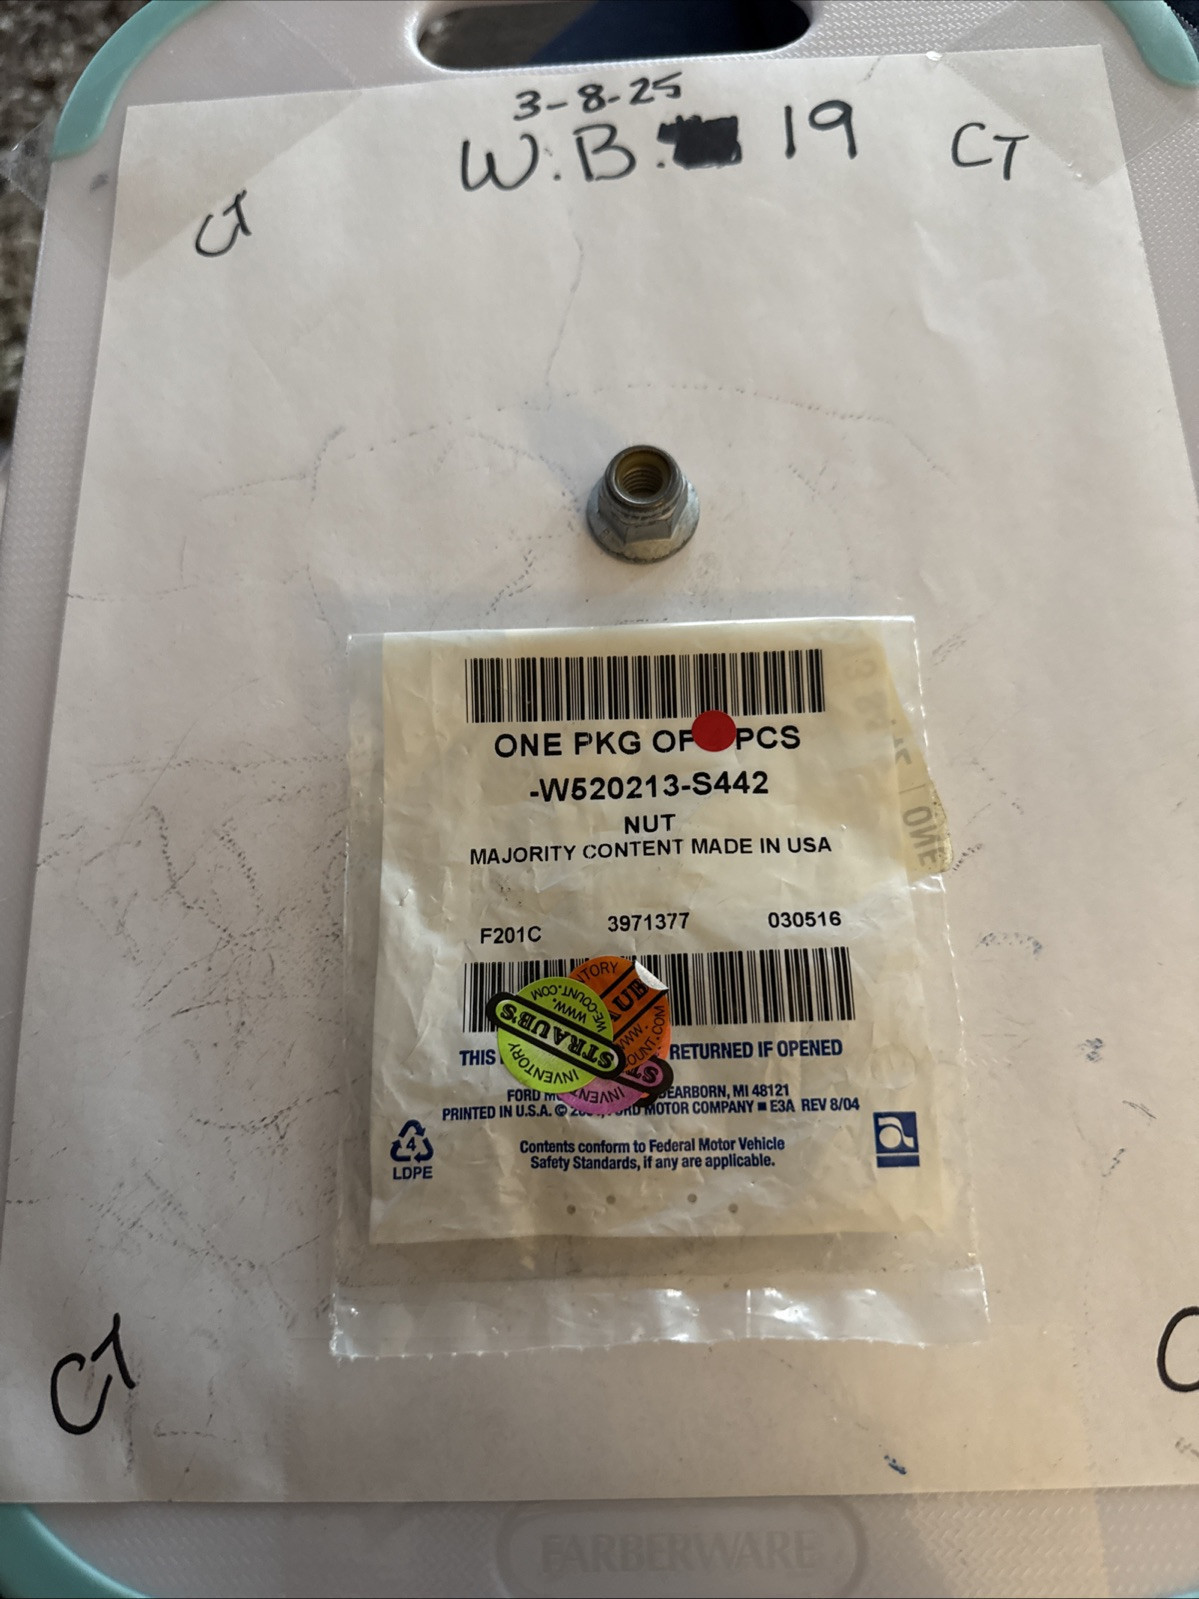 3-8-25
W.B. 19
CT
CT
ONE PKG OF PCS
-W520213-S442
NUT
MAJORITY CONTENT MADE IN USA
F201C 3971377 030516
INVENTORY
WWW.
WE-COUNT.COM
STRAUB'S
THIS RETURNED IF OPENED
FORD DEARBORN, MI 48121
PRINTED IN U.S.A. © FORD MOTOR COMPANY ■ E3A REV 8/04
4
LDPE
Contents conform to Federal Motor Vehicle
Safety Standards, if any are applicable.
a
ONE
CT
C
FARBERWARE